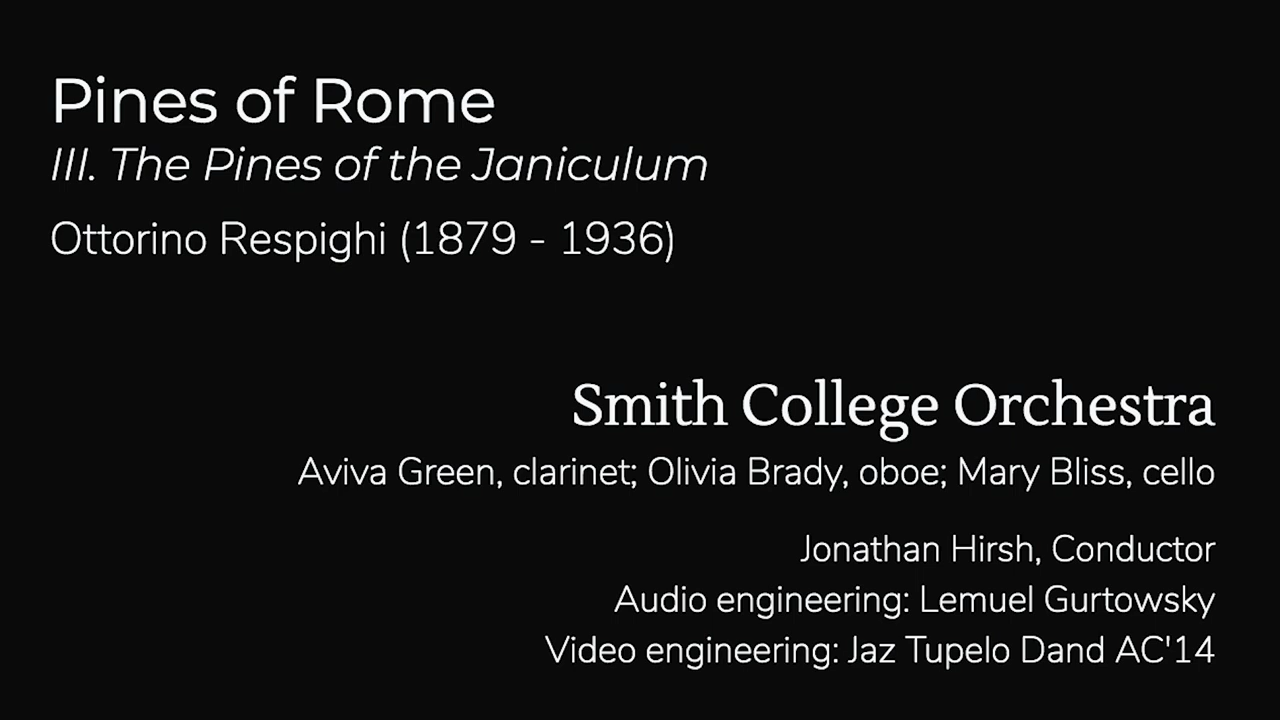 Pines of Rome
III. The Pines of the Janiculum
Ottorino Respighi (1879 - 1936)
Smith College Orchestra
Aviva Green, clarinet; Olivia Brady, oboe; Mary Bliss, cello
Jonathan Hirsh, Conductor
Audio engineering: Lemuel Gurtowsky
Video engineering: Jaz Tupelo Dand AC'14